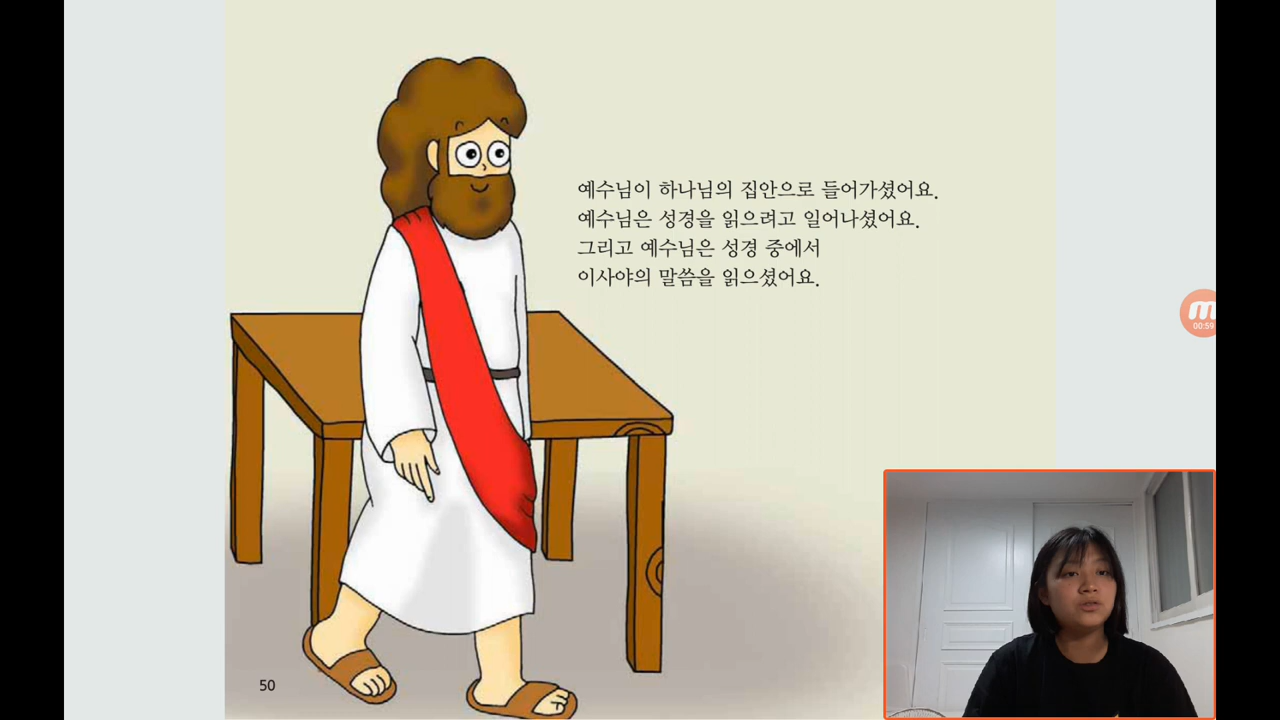 예수님이 하나님의 집안으로 들어가셨어요.
예수님은 성경을 읽으려고 일어나셨어요.
그리고 예수님은 성경 중에서
이사야의 말씀을 읽으셨어요.
00:59
50